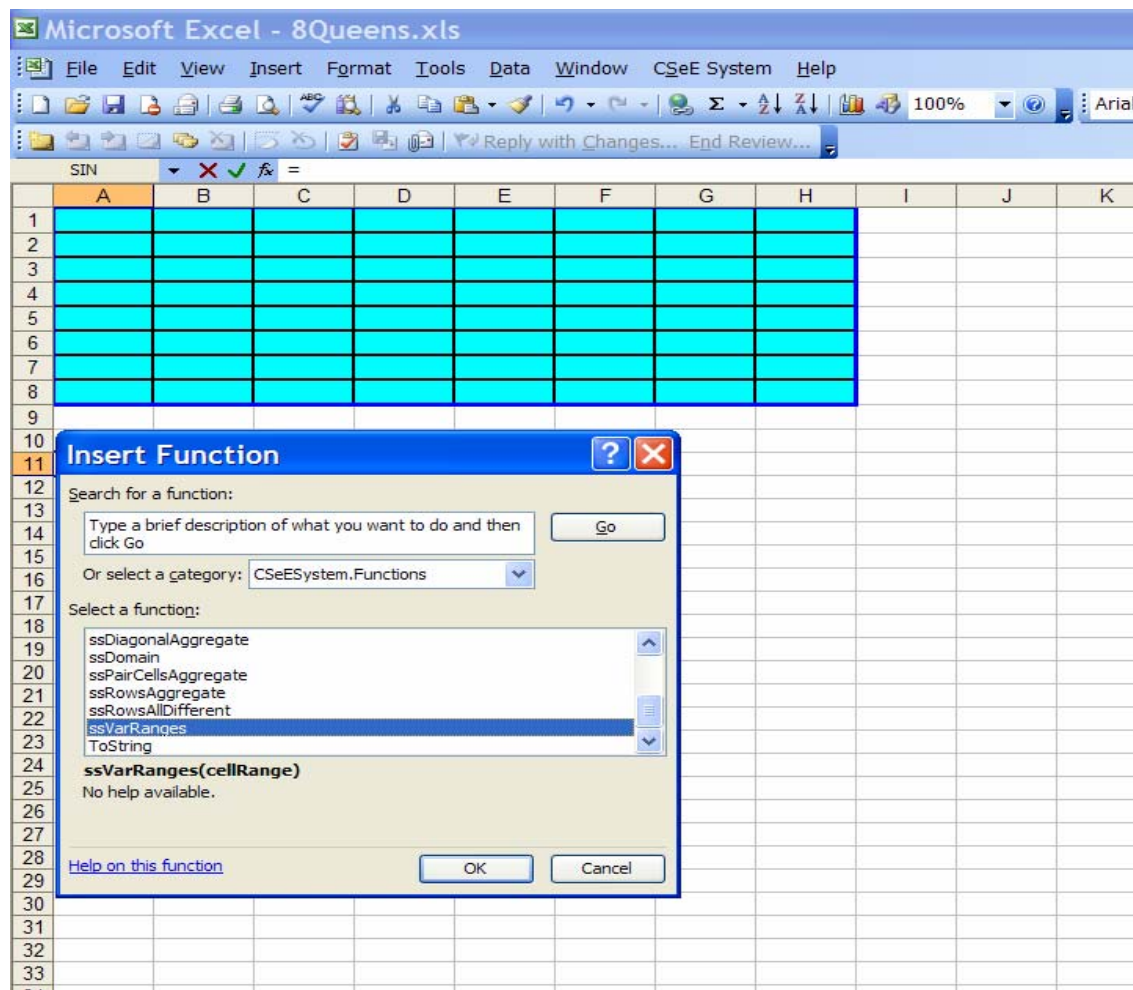 Microsoft Excel - 8Queens.xls
File Edit View Insert Format Tools Data Window CSeE System Help
100% Arial
Reply with Changes... End Review...
SIN fx =
A B C D E F G H I J K
1
2
3
4
5
6
7
8
9
10
11
12
13
14
15
16
17
18
19
20
21
22
23
24
25
26
27
28
29
30
31
32
33
Insert Function
Search for a function:
Type a brief description of what you want to do and then
click Go
Go
Or select a category: CSeESystem.Functions
Select a function:
ssDiagonalAggregate
ssDomain
ssPairCellsAggregate
ssRowsAggregate
ssRowsAllDifferent
ssVarRanges
ToString
ssVarRanges(cellRange)
No help available.
Help on this function
OK Cancel